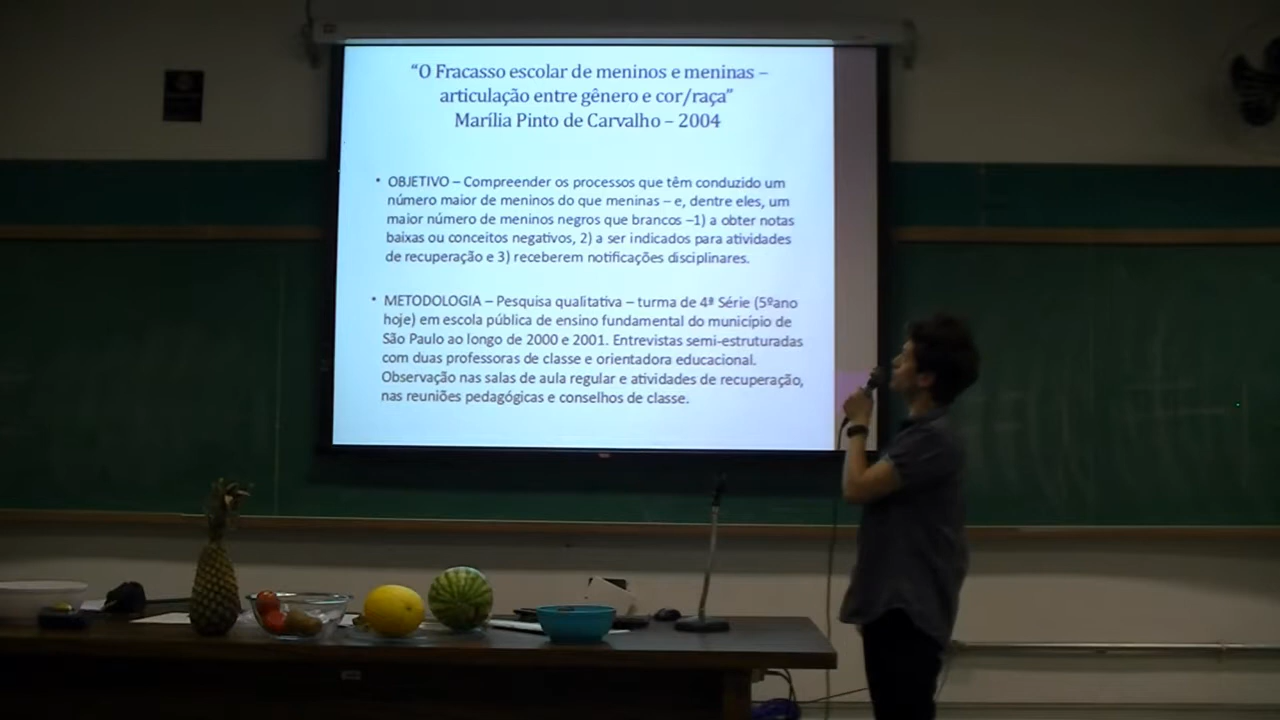 “O Fracasso escolar de meninos e meninas –
articulação entre gênero e cor/raça”
Marília Pinto de Carvalho – 2004
• OBJETIVO – Compreender os processos que têm conduzido um
número maior de meninos do que meninas – e, dentre eles, um
maior número de meninos negros que brancos –1) a obter notas
baixas ou conceitos negativos, 2) a ser indicados para atividades
de recuperação e 3) receberem notificações disciplinares.
• METODOLOGIA – Pesquisa qualitativa – turma de 4ª Série (5ºano
hoje) em escola pública de ensino fundamental do município de
São Paulo ao longo de 2000 e 2001. Entrevistas semi-estruturadas
com duas professoras de classe e orientadora educacional.
Observação nas salas de aula regular e atividades de recuperação,
nas reuniões pedagógicas e conselhos de classe.